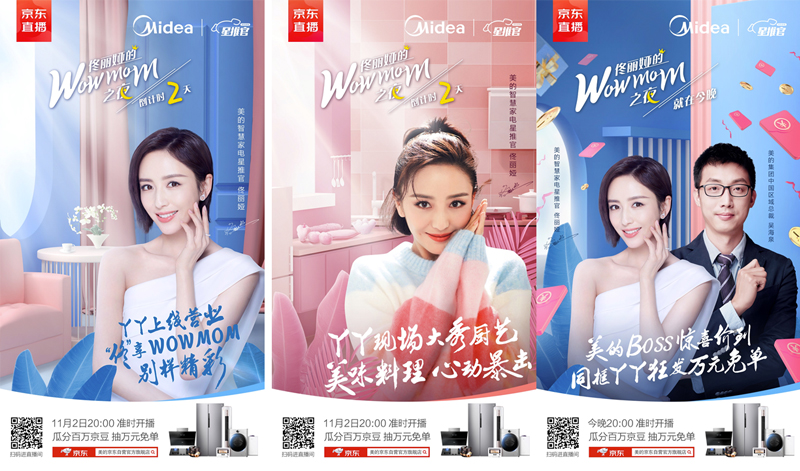 京东
直播
Midea
星推官
佟丽娅的
Wow mom
之夜
倒计时2天
美的智慧家电星推官 佟丽娅
丫丫上线营业
“佟”享WOWMOM
别样精彩
11月2日20:00 准时开播
瓜分百万京豆 抽万元免单
扫码进直播间
京东
美的京东自营官方旗舰店
京东
直播
Midea
星推官
佟丽娅的
Wow mom
之夜
倒计时2天
美的智慧家电星推官 佟丽娅
丫丫现场大秀厨艺
美味料理 心动暴击
11月2日20:00 准时开播
瓜分百万京豆 抽万元免单
扫码进直播间
京东
美的京东自营官方旗舰店
京东
直播
Midea
星推官
佟丽娅的
Wow mom
之夜
就在今晚
美的智慧家电星推官 佟丽娅
美的集团中国区域总裁 吴海泉
美的BOSS惊喜价到
同框丫丫狂发万元免单
今晚20:00 准时开播
瓜分百万京豆 抽万元免单
扫码进直播间
京东
美的京东自营官方旗舰店